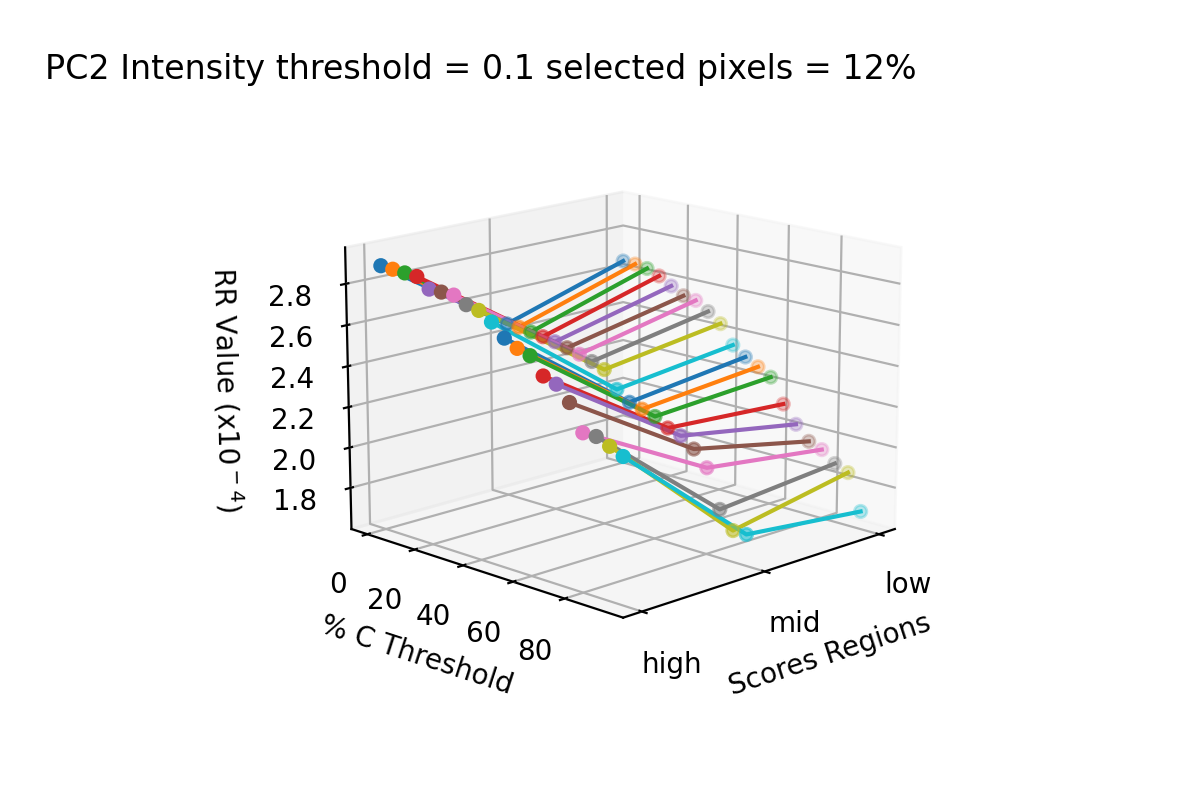 PC2 Intensity threshold = 0.1 selected pixels = 12%
RR Value (x10⁻⁴)
2.8
2.6
2.4
2.2
2.0
1.8
0
20
40
60
80
% C Threshold
high
mid
low
Scores Regions